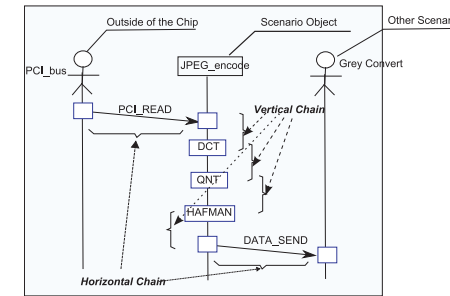 Outside of the Chip
Scenario Object
Other Scenar
JPEG_encode
Grey Convert
PCI_bus
PCI_READ
Vertical Chain
DCT
QNT
HAFMAN
DATA_SEND
Horizontal Chain